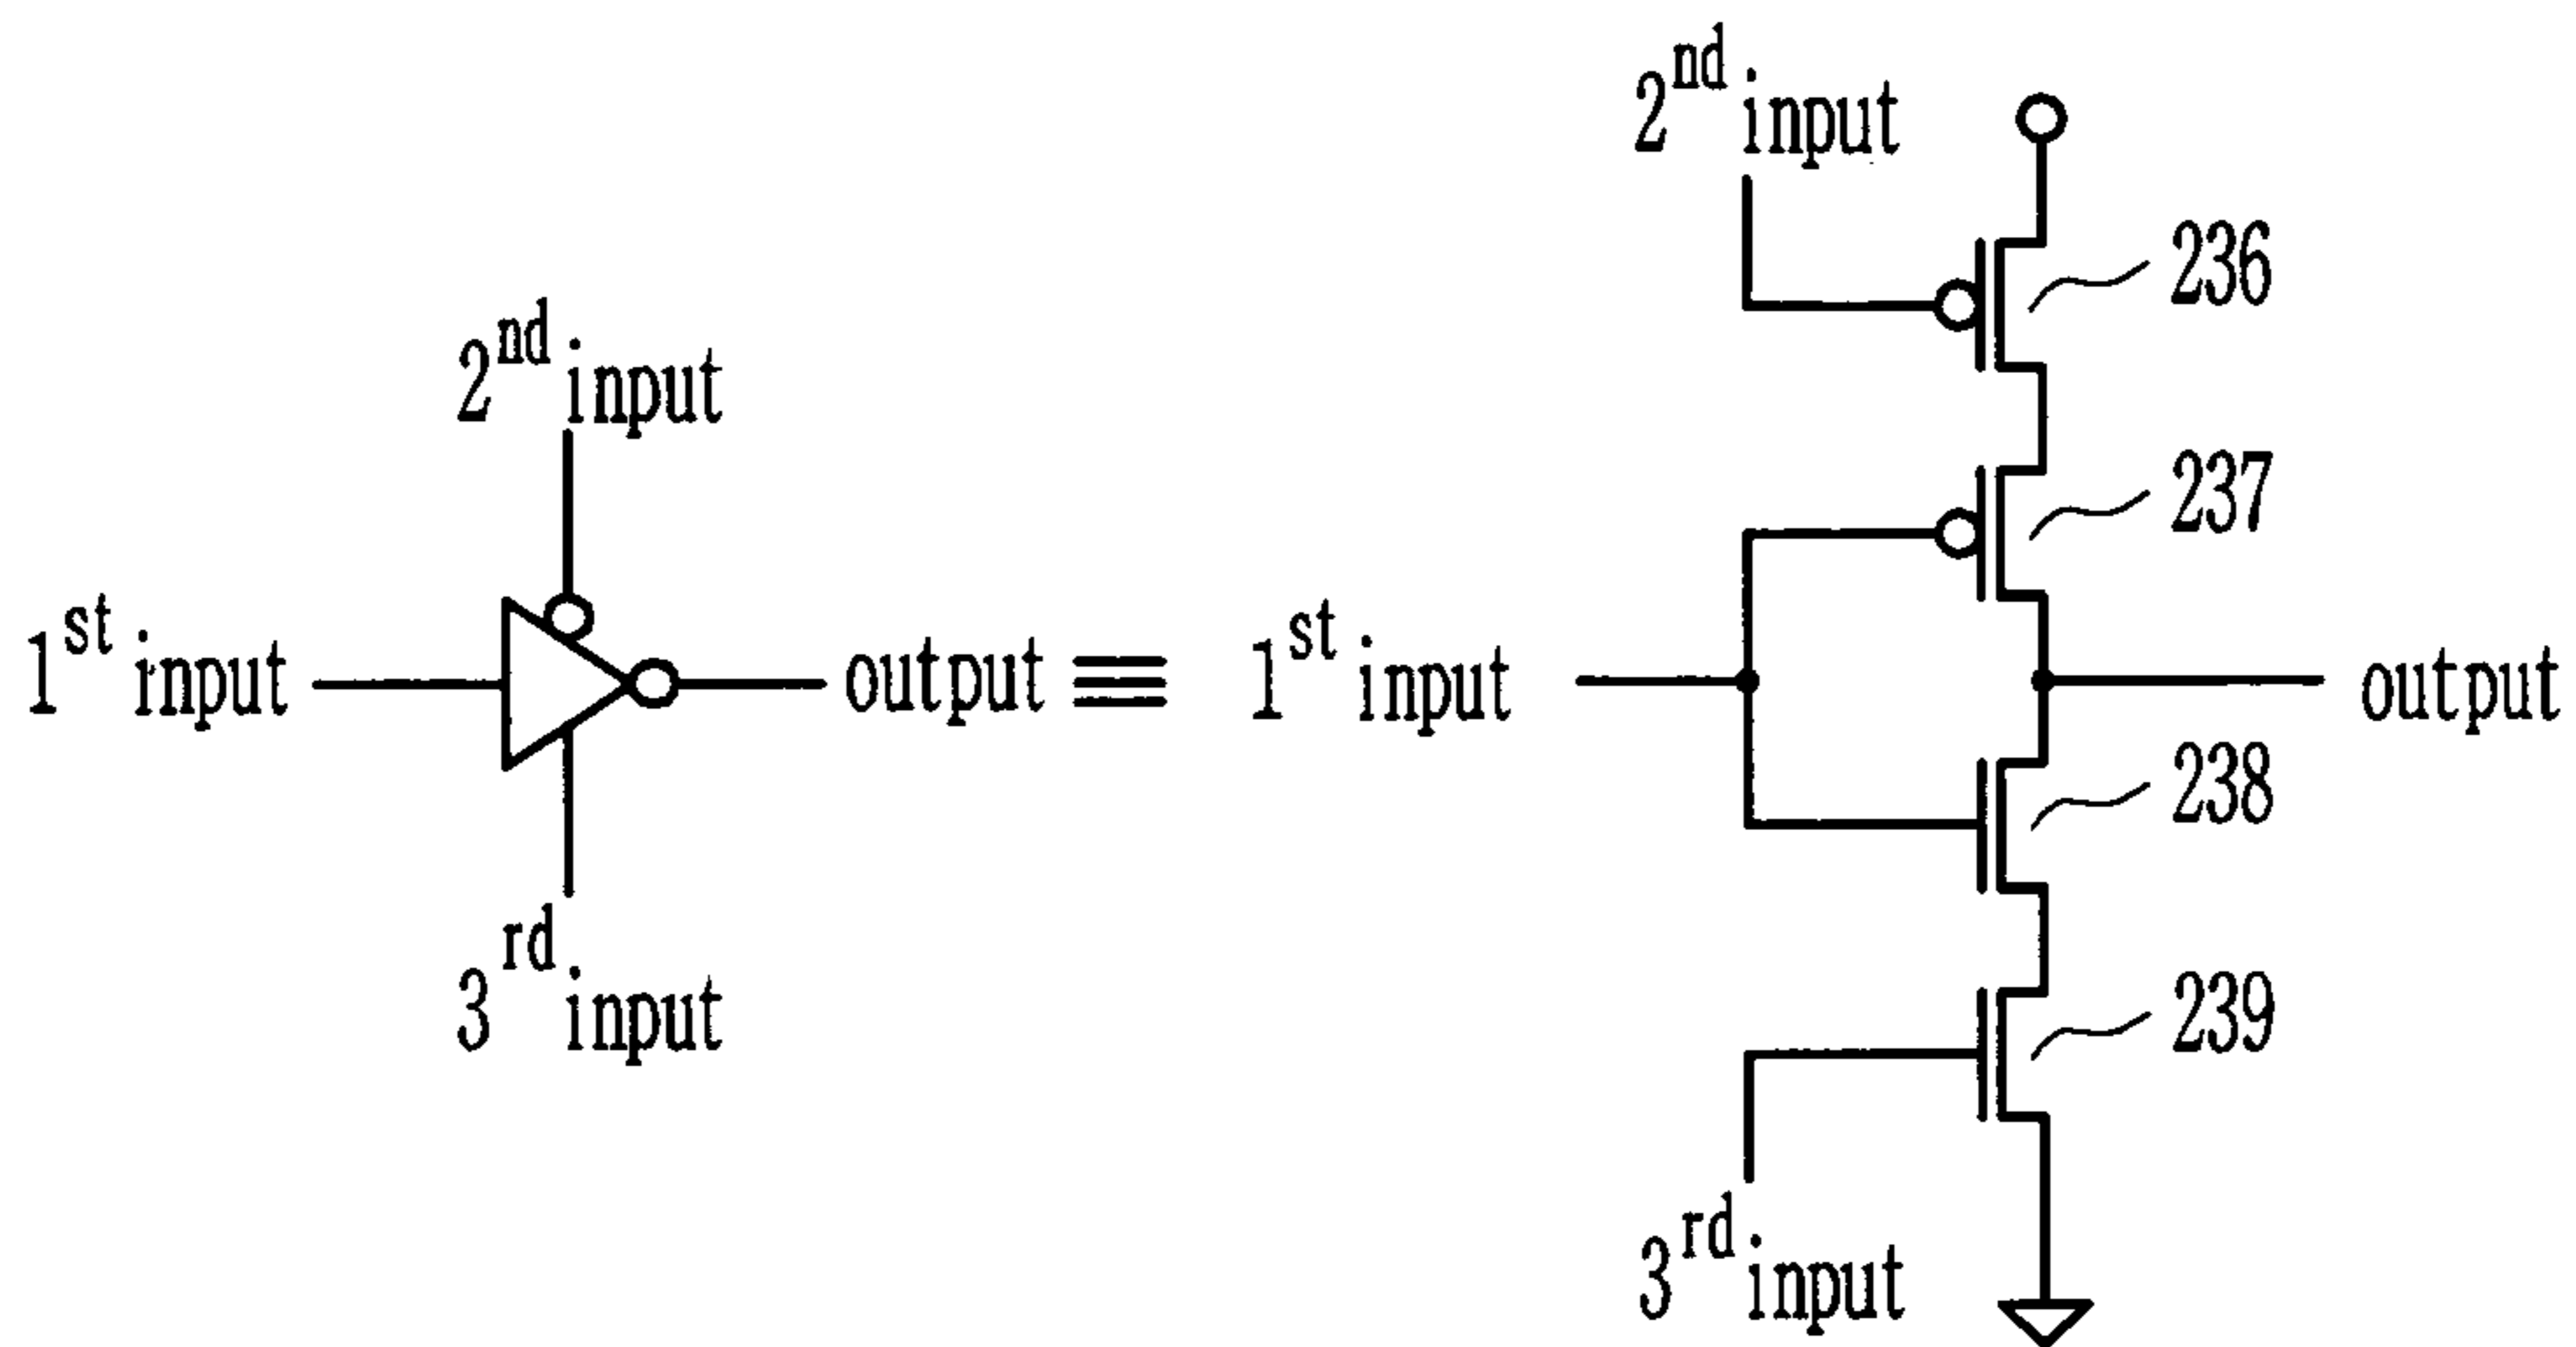 2nd input
1st input
output
3rd input
≡
2nd input
236
237
1st input
output
238
239
3rd input